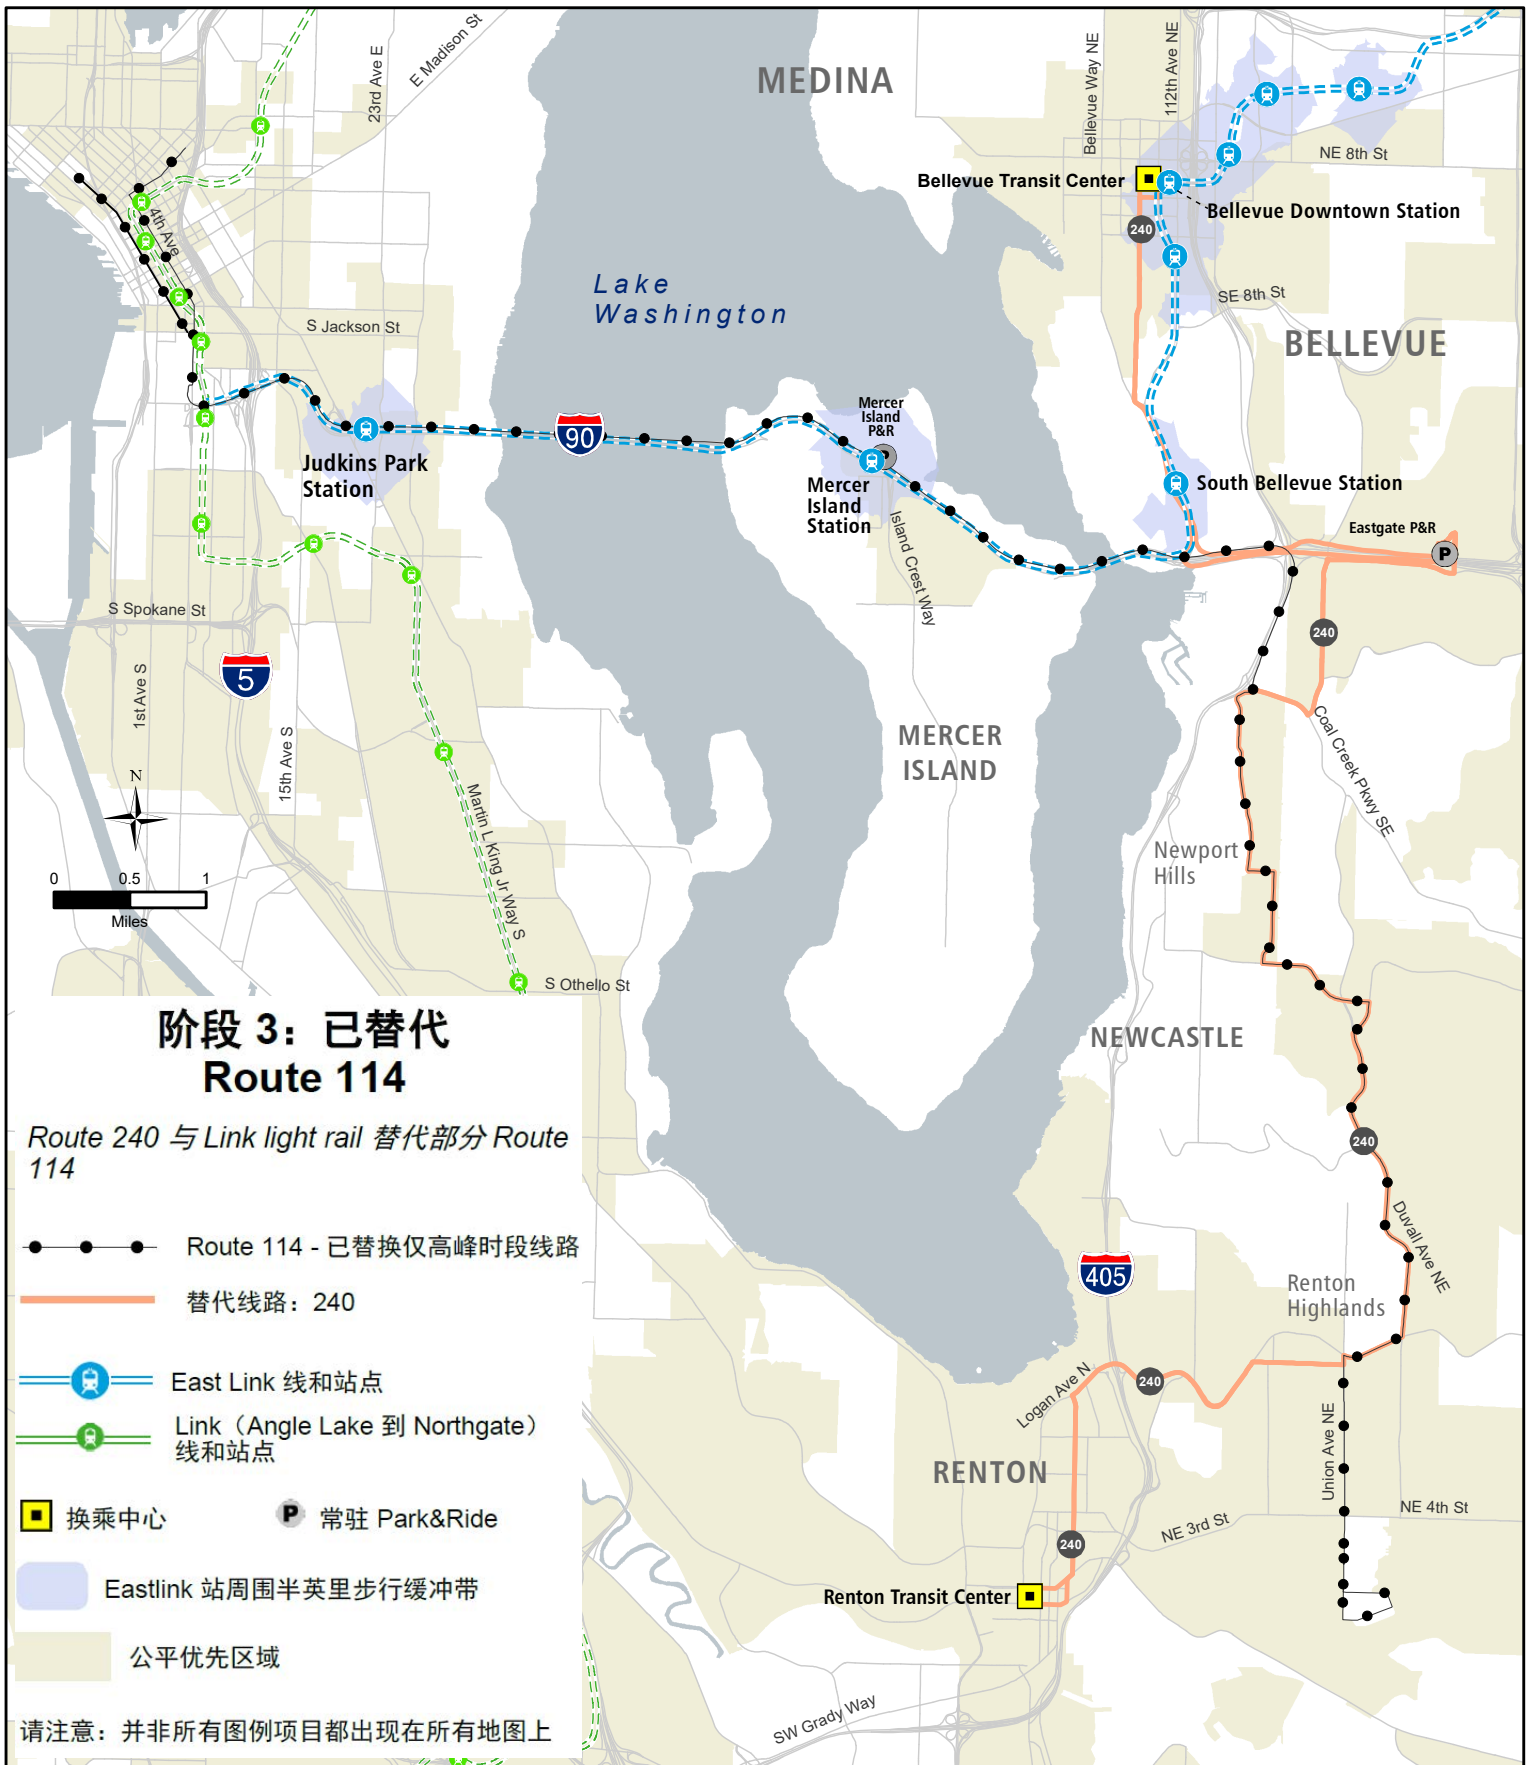 MEDINA
23rd Ave E
E Madison St
Bellevue Way NE
112th Ave NE
NE 8th St
Bellevue Transit Center
Bellevue Downtown Station
240
4th Ave
Lake
Washington
SE 8th St
S Jackson St
BELLEVUE
Mercer
Island
P&R
90
Judkins Park
Station
Mercer
Island
Station
South Bellevue Station
Eastgate P&R
P
Island Crest Way
S Spokane St
240
5
1st Ave S
15th Ave S
MERCER
ISLAND
Coal Creek Pkwy SE
N
Martin L King Jr Way S
Newport
Hills
0 0.5 1
Miles
S Othello St
NEWCASTLE
阶段 3：已替代
Route 114
Route 240 与 Link light rail 替代部分 Route
114
240
Duvall Ave NE
Route 114 - 已替换仅高峰时段线路
405
Renton
Highlands
替代线路：240
Logan Ave N
240
East Link 线和站点
Link（Angle Lake 到 Northgate）
线和站点
Union Ave NE
RENTON
NE 4th St
NE 3rd St
换乘中心
P 常驻 Park&Ride
240
Eastlink 站周围半英里步行缓冲带
Renton Transit Center
公平优先区域
SW Grady Way
请注意：并非所有图例项目都出现在所有地图上